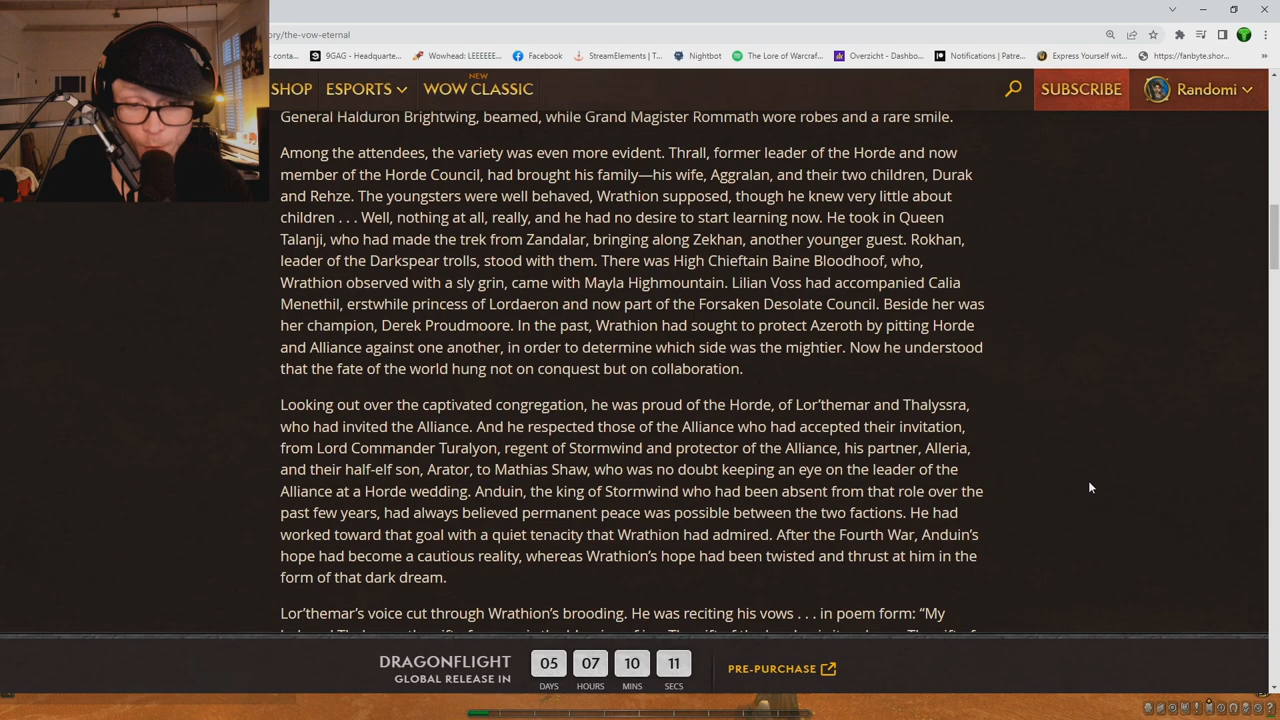 ory/the-vow-eternal
conta...
9GAG - Headquarte...
Wowhead: LEEEEEE...
Facebook
StreamElements | T...
Nightbot
The Lore of Warcraf...
Overzicht - Dashbo...
Notifications | Patre...
Express Yourself wit...
https://fanbyte.shor...
»
SHOP
ESPORTS
NEW
WOW CLASSIC
SUBSCRIBE
Randomi
General Halduron Brightwing, beamed, while Grand Magister Rommath wore robes and a rare smile.
Among the attendees, the variety was even more evident. Thrall, former leader of the Horde and now
member of the Horde Council, had brought his family—his wife, Aggralan, and their two children, Durak
and Rehze. The youngsters were well behaved, Wrathion supposed, though he knew very little about
children . . . Well, nothing at all, really, and he had no desire to start learning now. He took in Queen
Talanji, who had made the trek from Zandalar, bringing along Zekhan, another younger guest. Rokhan,
leader of the Darkspear trolls, stood with them. There was High Chieftain Baine Bloodhoof, who,
Wrathion observed with a sly grin, came with Mayla Highmountain. Lilian Voss had accompanied Calia
Menethil, erstwhile princess of Lordaeron and now part of the Forsaken Desolate Council. Beside her was
her champion, Derek Proudmoore. In the past, Wrathion had sought to protect Azeroth by pitting Horde
and Alliance against one another, in order to determine which side was the mightier. Now he understood
that the fate of the world hung not on conquest but on collaboration.
Looking out over the captivated congregation, he was proud of the Horde, of Lor’themar and Thalyssra,
who had invited the Alliance. And he respected those of the Alliance who had accepted their invitation,
from Lord Commander Turalyon, regent of Stormwind and protector of the Alliance, his partner, Alleria,
and their half-elf son, Arator, to Mathias Shaw, who was no doubt keeping an eye on the leader of the
Alliance at a Horde wedding. Anduin, the king of Stormwind who had been absent from that role over the
past few years, had always believed permanent peace was possible between the two factions. He had
worked toward that goal with a quiet tenacity that Wrathion had admired. After the Fourth War, Anduin’s
hope had become a cautious reality, whereas Wrathion’s hope had been twisted and thrust at him in the
form of that dark dream.
Lor’themar’s voice cut through Wrathion’s brooding. He was reciting his vows . . . in poem form: “My
DRAGONFLIGHT
GLOBAL RELEASE IN
05 07 10 11
DAYS HOURS MINS SECS
PRE-PURCHASE